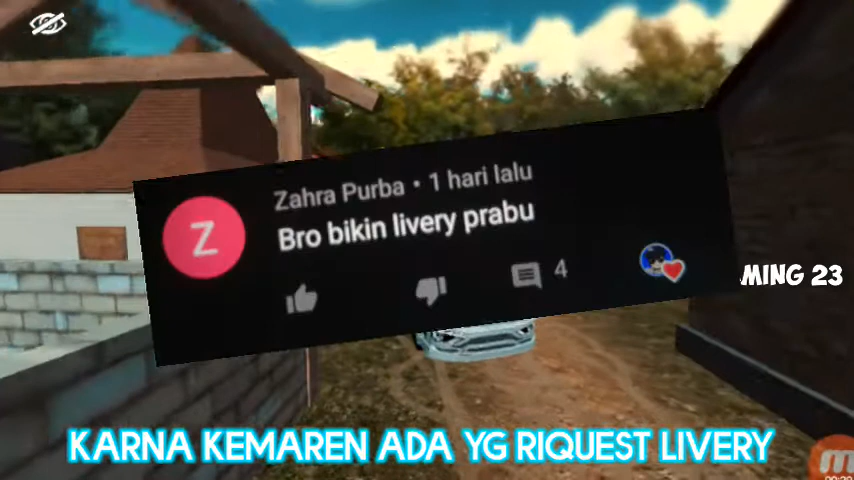 Zahra Purba • 1 hari lalu
Bro bikin livery prabu
4
MING 23
KARNA KEMAREN ADA YG RIQUEST LIVERY